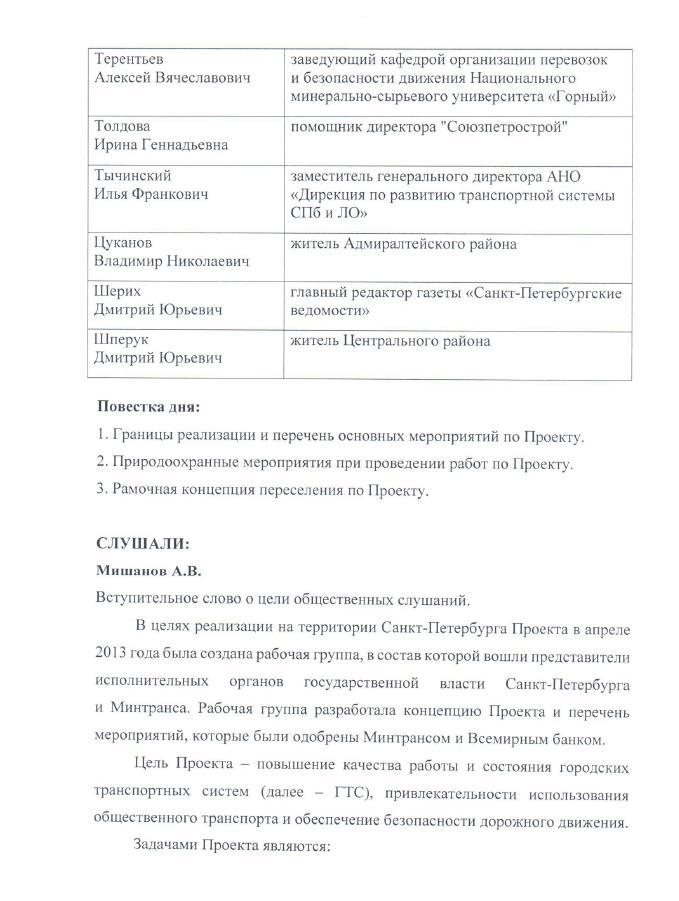 Терентьев
Алексей Вячеславович
заведующий кафедрой организации перевозок
и безопасности движения Национального
минерально-сырьевого университета «Горный»
Толдова
Ирина Геннадьевна
помощник директора "Союзпетрострой"
Тычинский
Илья Франкович
заместитель генерального директора АНО
«Дирекция по развитию транспортной системы
СПб и ЛО»
Цуканов
Владимир Николаевич
житель Адмиралтейского района
Шерих
Дмитрий Юрьевич
главный редактор газеты «Санкт-Петербургские
ведомости»
Шперук
Дмитрий Юрьевич
житель Центрального района
Повестка дня:
1. Границы реализации и перечень основных мероприятий по Проекту.
2. Природоохранные мероприятия при проведении работ по Проекту.
3. Рамочная концепция переселения по Проекту.
СЛУШАЛИ:
Мишанов А.В.
Вступительное слово о цели общественных слушаний.
В целях реализации на территории Санкт-Петербурга Проекта в апреле
2013 года была создана рабочая группа, в состав которой вошли представители
исполнительных органов государственной власти Санкт-Петербурга
и Минтранса. Рабочая группа разработала концепцию Проекта и перечень
мероприятий, которые были одобрены Минтрансом и Всемирным банком.
Цель Проекта – повышение качества работы и состояния городских
транспортных систем (далее – ГТС), привлекательности использования
общественного транспорта и обеспечение безопасности дорожного движения.
Задачами Проекта являются: